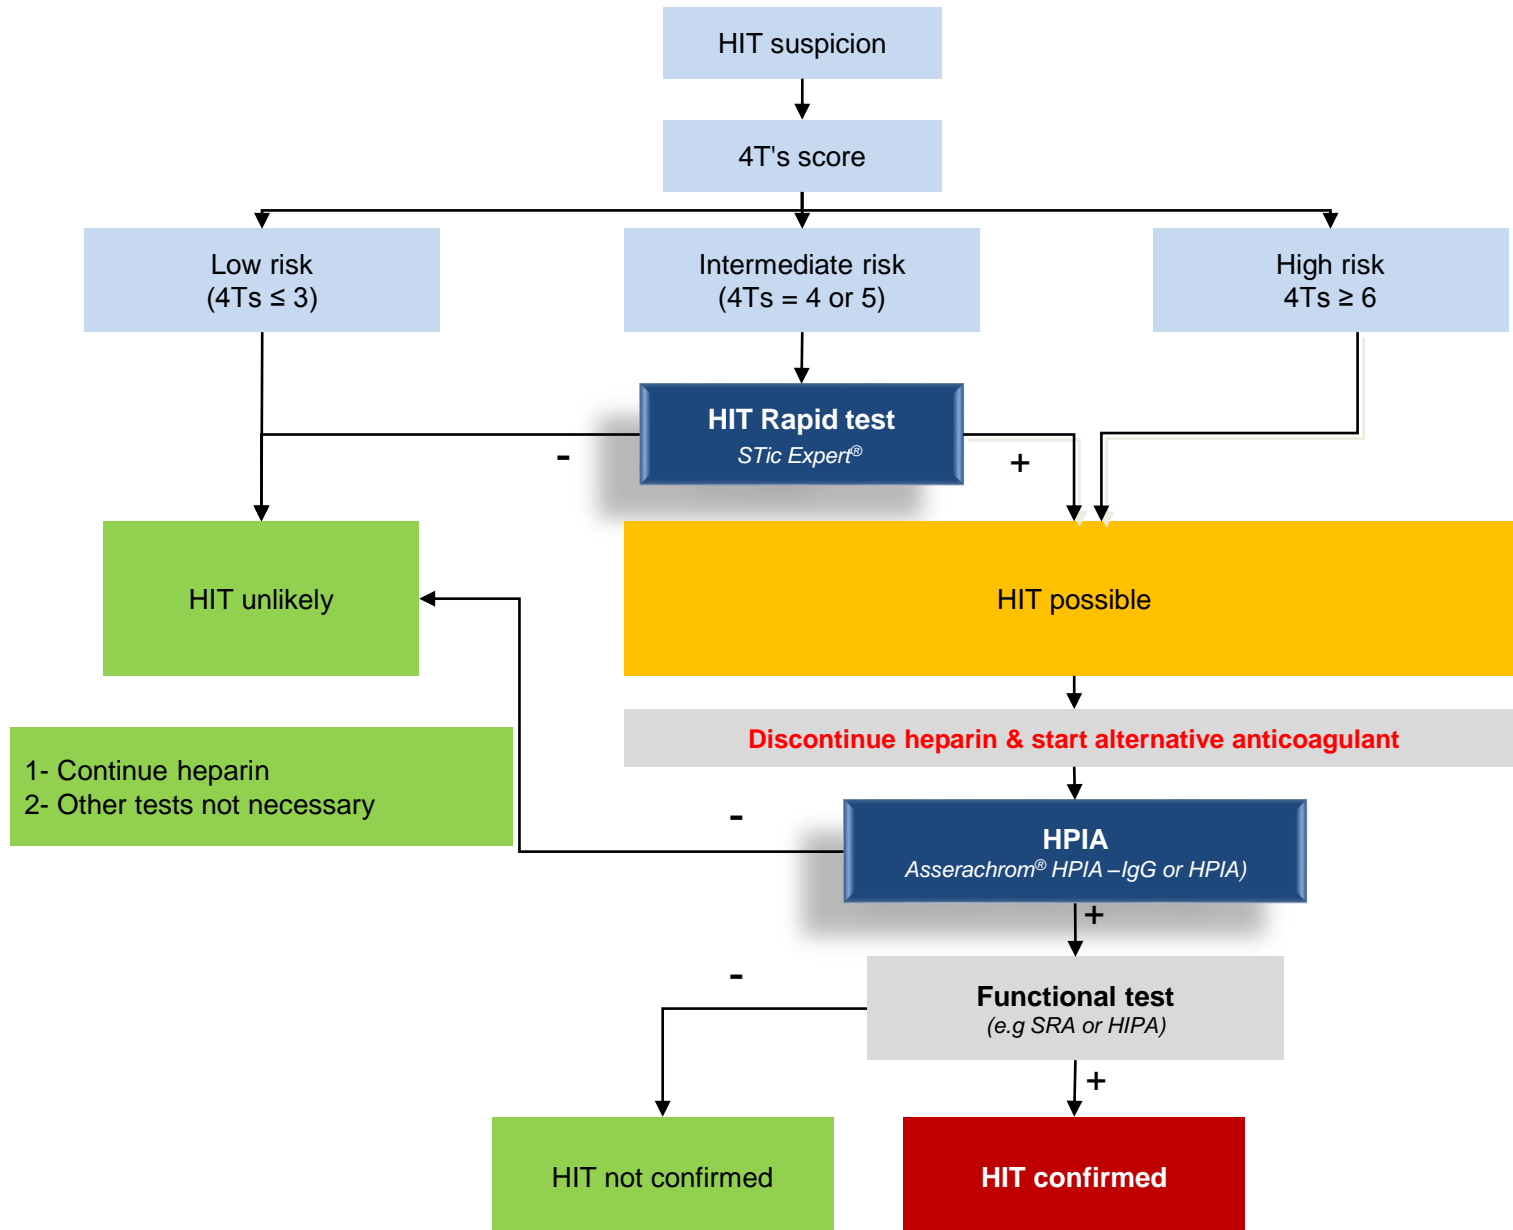 HIT suspicion
4T's score
Low risk
(4Ts ≤ 3)
Intermediate risk
(4Ts = 4 or 5)
High risk
4Ts ≥ 6
HIT Rapid test
STic Expert®
-
+
HIT unlikely
HIT possible
Discontinue heparin & start alternative anticoagulant
1- Continue heparin
2- Other tests not necessary
-
HPIA
Asserachrom® HPIA –IgG or HPIA)
+
-
Functional test
(e.g SRA or HIPA)
+
HIT not confirmed
HIT confirmed